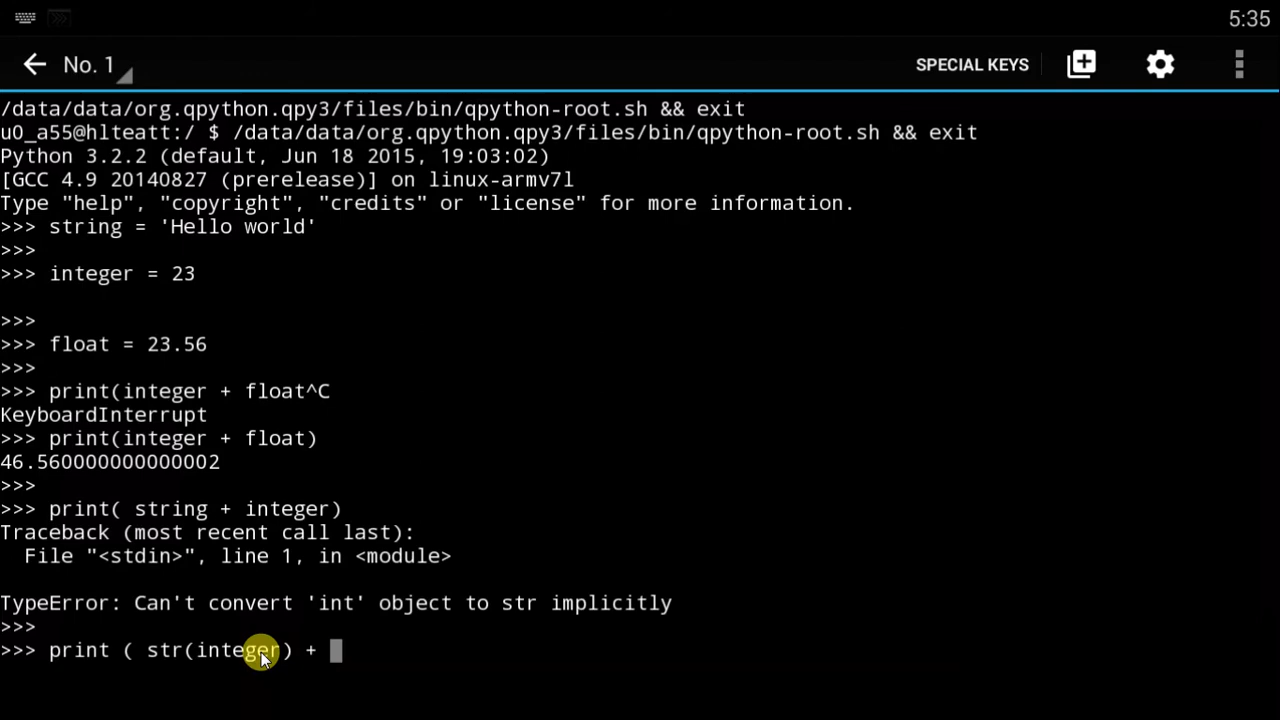 5:35
No. 1 SPECIAL KEYS
/data/data/org.qpython.qpy3/files/bin/qpython-root.sh && exit
u0_a55@hlteatt:/ $ /data/data/org.qpython.qpy3/files/bin/qpython-root.sh && exit
Python 3.2.2 (default, Jun 18 2015, 19:03:02)
[GCC 4.9 20140827 (prerelease)] on linux-armv7l
Type "help", "copyright", "credits" or "license" for more information.
>>> string = 'Hello world'
>>>
>>> integer = 23
>>>
>>> float = 23.56
>>>
>>> print(integer + float^C
KeyboardInterrupt
>>> print(integer + float)
46.560000000000002
>>>
>>> print( string + integer)
Traceback (most recent call last):
  File "<stdin>", line 1, in <module>
TypeError: Can't convert 'int' object to str implicitly
>>>
>>> print ( str(integer) +